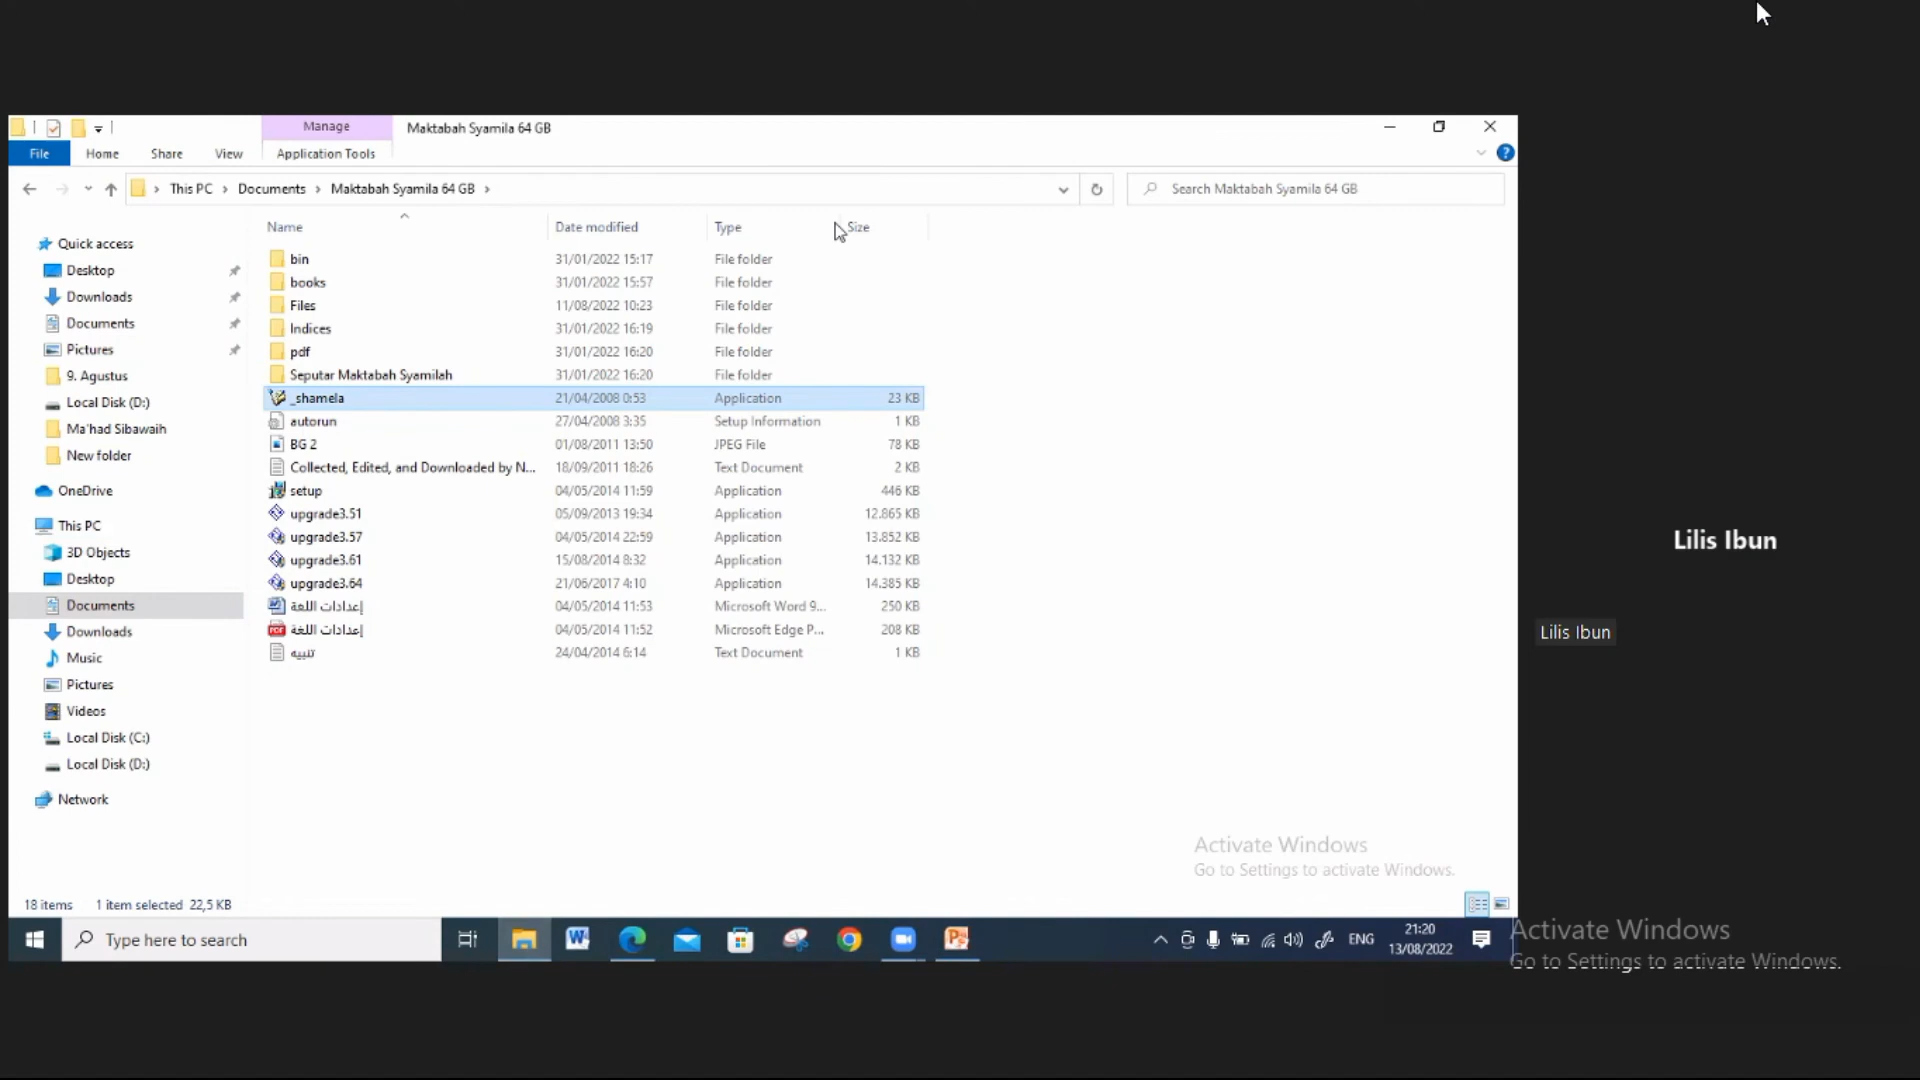 Manage
Maktabah Syamila 64 GB
File
Home
Share
View
Application Tools
This PC
Documents
Maktabah Syamila 64 GB
Search Maktabah Syamila 64 GB
Name
Date modified
Type
Size
Quick access
Desktop
Downloads
Documents
Pictures
9. Agustus
Local Disk (D:)
Ma'had Sibawaih
New folder
OneDrive
This PC
3D Objects
Desktop
Documents
Downloads
Music
Pictures
Videos
Local Disk (C:)
Local Disk (D:)
Network
bin 31/01/2022 15:17 File folder
books 31/01/2022 15:57 File folder
Files 11/08/2022 10:23 File folder
Indices 31/01/2022 16:19 File folder
pdf 31/01/2022 16:20 File folder
Seputar Maktabah Syamilah 31/01/2022 16:20 File folder
_shamela 21/04/2008 0:53 Application 23 KB
autorun 27/04/2008 3:35 Setup Information 1 KB
BG 2 01/08/2011 13:50 JPEG File 78 KB
Collected, Edited, and Downloaded by N... 18/09/2011 18:26 Text Document 2 KB
setup 04/05/2014 11:59 Application 446 KB
upgrade3.51 05/09/2013 19:34 Application 12.865 KB
upgrade3.57 04/05/2014 22:59 Application 13.852 KB
upgrade3.61 15/08/2014 8:32 Application 14.132 KB
upgrade3.64 21/06/2017 4:10 Application 14.385 KB
إعدادات اللغة 04/05/2014 11:53 Microsoft Word 9... 250 KB
إعدادات اللغة 04/05/2014 11:52 Microsoft Edge P... 208 KB
تنبيه 24/04/2014 6:14 Text Document 1 KB
Lilis Ibun
Lilis Ibun
Activate Windows
Go to Settings to activate Windows.
18 items 1 item selected 22,5 KB
Type here to search
ENG
21:20
13/08/2022
Activate Windows
Go to Settings to activate Windows.